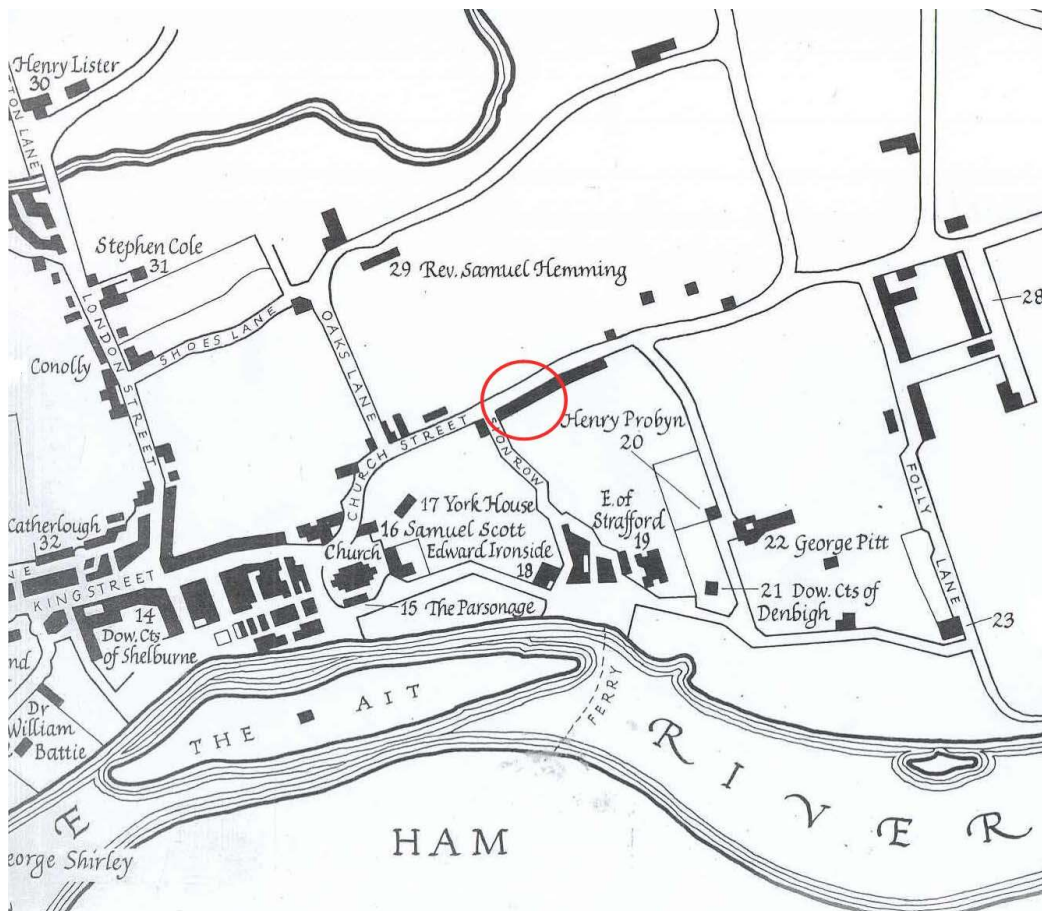 Henry Lister
30
TON LANE
Stephen Cole
31
29 Rev. Samuel Hemming
LONDON STREET
SHOES LANE
OAKS LANE
28
Conolly
CHURCH STREET
SION ROW
Henry Probyn
20
FOLLY LANE
17 York House
E. of
Strafford
19
Catherlough
32
16 Samuel Scott
Church
Edward Ironside
18
22 George Pitt
KING STREET
14
Dow. Cts
of Shelburne
15 The Parsonage
21 Dow. Cts of
Denbigh
23
Dr
William
Battie
THE AIT
FERRY
RIVER
E
HAM
eorge Shirley